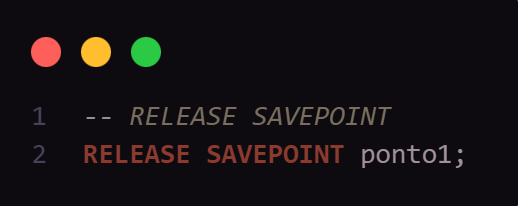 1 -- RELEASE SAVEPOINT
2 RELEASE SAVEPOINT ponto1;